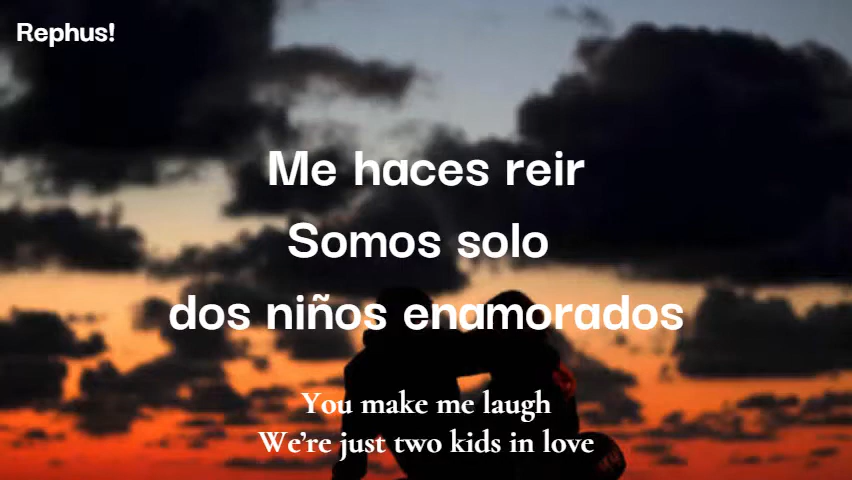 Rephus!
Me haces reir
Somos solo
dos niños enamorados
You make me laugh
We're just two kids in love